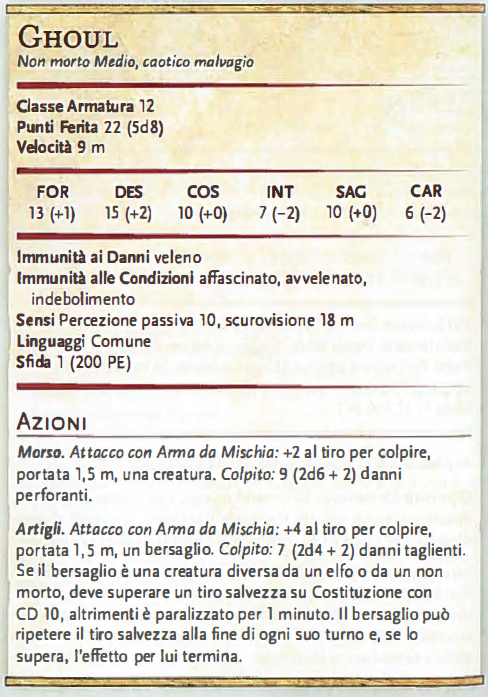 GHOUL
Non morto Medio, caotico malvagio
Classe Armatura 12
Punti Ferita 22 (5d8)
Velocità 9 m
FOR DES COS INT SAG CAR
13 (+1) 15 (+2) 10 (+0) 7 (-2) 10 (+0) 6 (-2)
Immunità ai Danni veleno
Immunità alle Condizioni affascinato, avvelenato,
indebolimento
Sensi Percezione passiva 10, scurovisione 18 m
Linguaggi Comune
Sfida 1 (200 PE)
AZIONI
Morso. Attacco con Arma da Mischia: +2 al tiro per colpire,
portata 1,5 m, una creatura. Colpito: 9 (2d6 + 2) danni
perforanti.
Artigli. Attacco con Arma da Mischia: +4 al tiro per colpire,
portata 1,5 m, un bersaglio. Colpito: 7 (2d4 + 2) danni taglienti.
Se il bersaglio è una creatura diversa da un elfo o da un non
morto, deve superare un tiro salvezza su Costituzione con
CD 10, altrimenti è paralizzato per 1 minuto. Il bersaglio può
ripetere il tiro salvezza alla fine di ogni suo turno e, se lo
supera, l'effetto per lui termina.